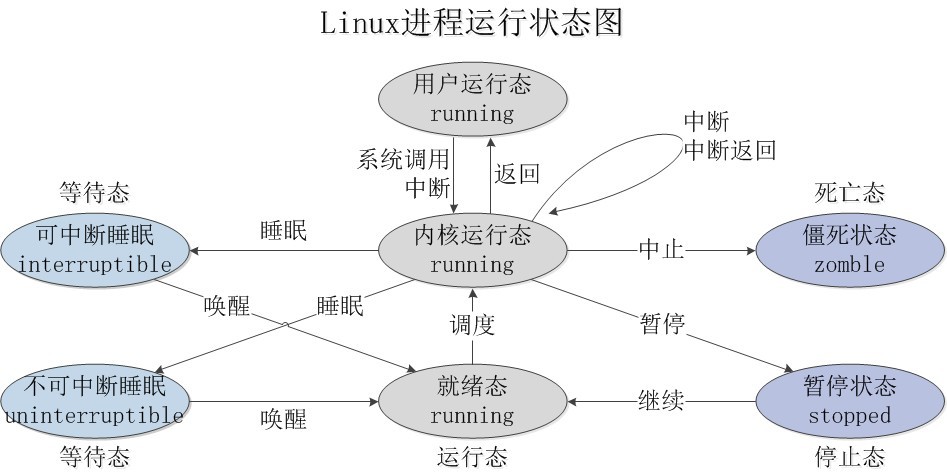 Linux进程运行状态图
用户运行态
running
系统调用
中断
返回
中断
中断返回
等待态
可中断睡眠
interruptible
睡眠
内核运行态
running
中止
死亡态
僵死状态
zomble
唤醒
睡眠
调度
暂停
不可中断睡眠
uninterruptible
等待态
唤醒
就绪态
running
运行态
继续
暂停状态
stopped
停止态